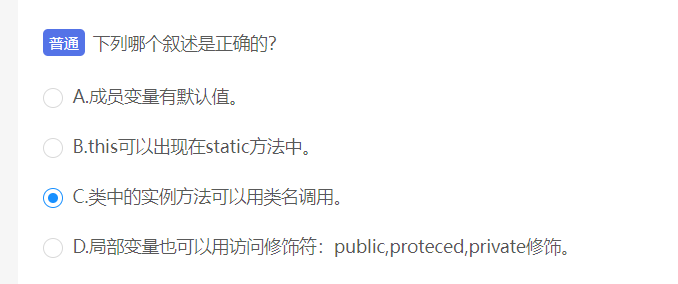 普通 下列哪个叙述是正确的?
A.成员变量有默认值。
B.this可以出现在static方法中。
C.类中的实例方法可以用类名调用。
D.局部变量也可以用访问修饰符：public,proteced,private修饰。